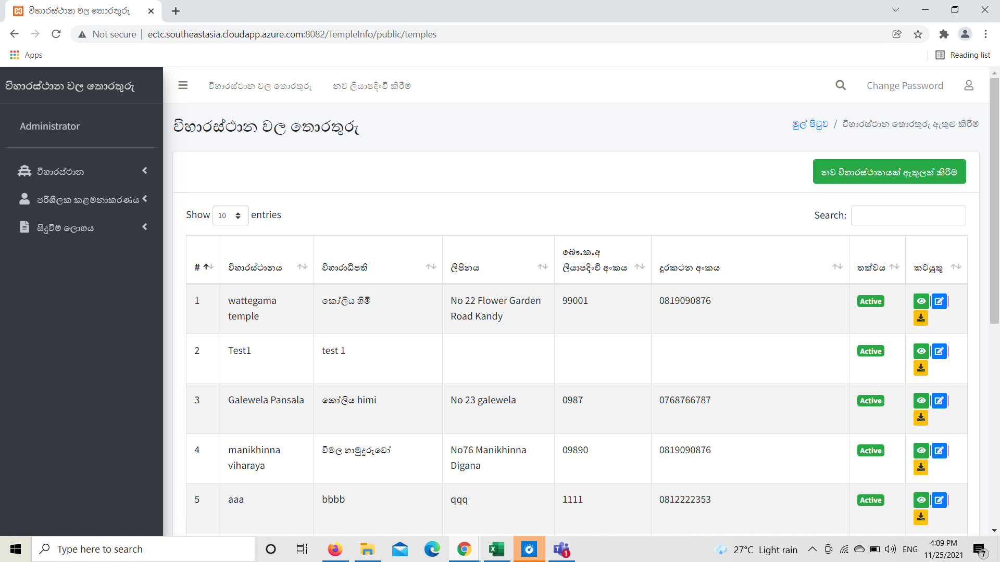 විහාරස්ථාන වල තොරතුරු
Not secure
ectc.southeastasia.cloudapp.azure.com:8082/TempleInfo/public/temples
Apps
Reading list
විහාරස්ථාන වල තොරතුරු
විහාරස්ථාන වල තොරතුරු
නව ලියාපදිංචි කිරීම්
Change Password
Administrator
විහාරස්ථාන වල තොරතුරු
මුල් පිටුව / විහාරස්ථාන තොරතුරු ඇතුළු කිරීම
විහාරස්ථාන
පරිශීලක කළමනාකරණය
සිදුවීම් ලොගය
නව විහාරස්ථානයක් ඇතුලත් කිරීම
Show 10 entries
Search:
# විහාරස්ථානය විහාරාධිපති ලිපිනය බෞ.ක.අ ලියාපදිංචි අංකය දුරකථන අංකය තත්වය කටයුතු
1 wattegama temple කෝලිය හිමි No 22 Flower Garden Road Kandy 99001 0819090876 Active
2 Test1 test 1 Active
3 Galewela Pansala කෝලිය himi No 23 galewela 0987 0768766787 Active
4 manikhinna viharaya විමල හාමුදුරුවෝ No76 Manikhinna Digana 09890 0819090876 Active
5 aaa bbbb qqq 1111 0812222353 Active
Type here to search
27°C Light rain
ENG
4:09 PM
11/25/2021
1
7